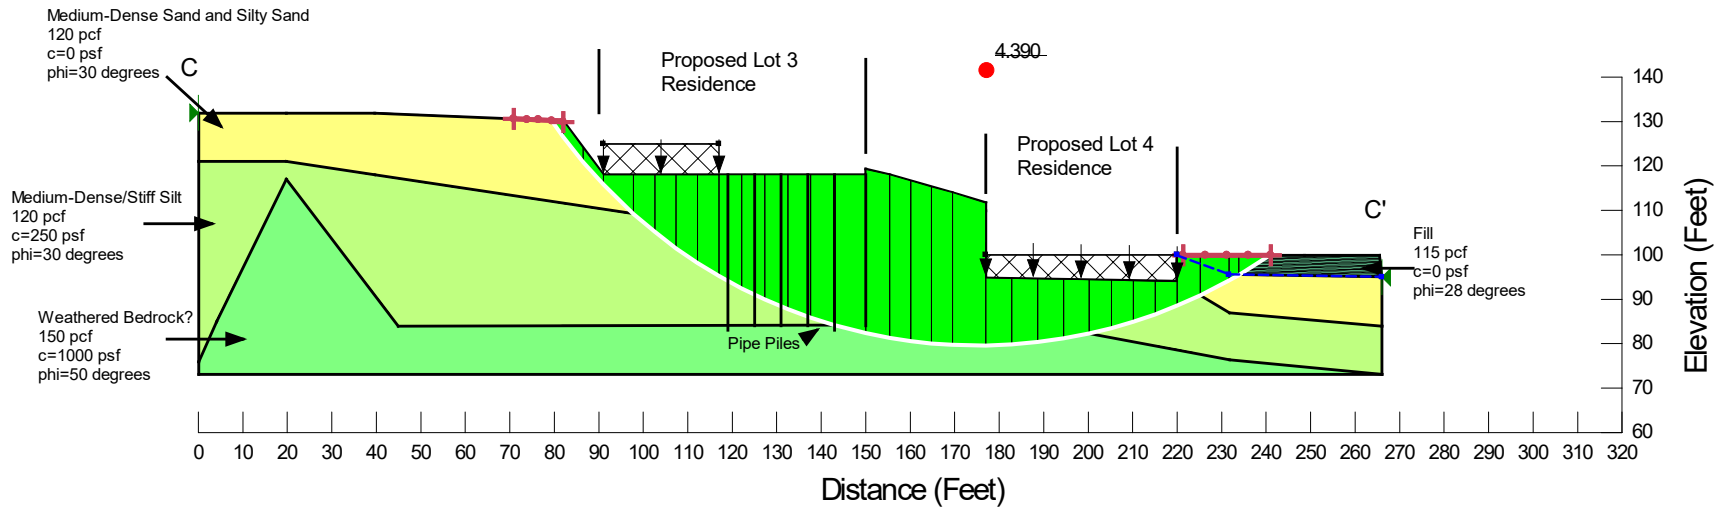 Medium-Dense Sand and Silty Sand
120 pcf
c=0 psf
phi=30 degrees
C
Proposed Lot 3
Residence
4.390
Proposed Lot 4
Residence
C'
Medium-Dense/Stiff Silt
120 pcf
c=250 psf
phi=30 degrees
Fill
115 pcf
c=0 psf
phi=28 degrees
Weathered Bedrock?
150 pcf
c=1000 psf
phi=50 degrees
Pipe Piles
140
130
120
110
100
90
80
70
60
Elevation (Feet)
0 10 20 30 40 50 60 70 80 90 100 110 120 130 140 150 160 170 180 190 200 210 220 230 240 250 260 270 280 290 300 310 320
Distance (Feet)